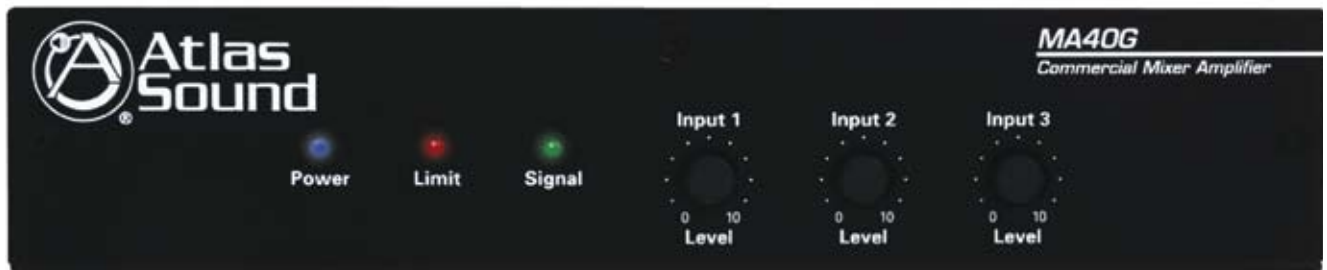 Atlas
Sound
®
MA40G
Commercial Mixer Amplifier
Power
Limit
Signal
Input 1
0 10
Level
Input 2
0 10
Level
Input 3
0 10
Level